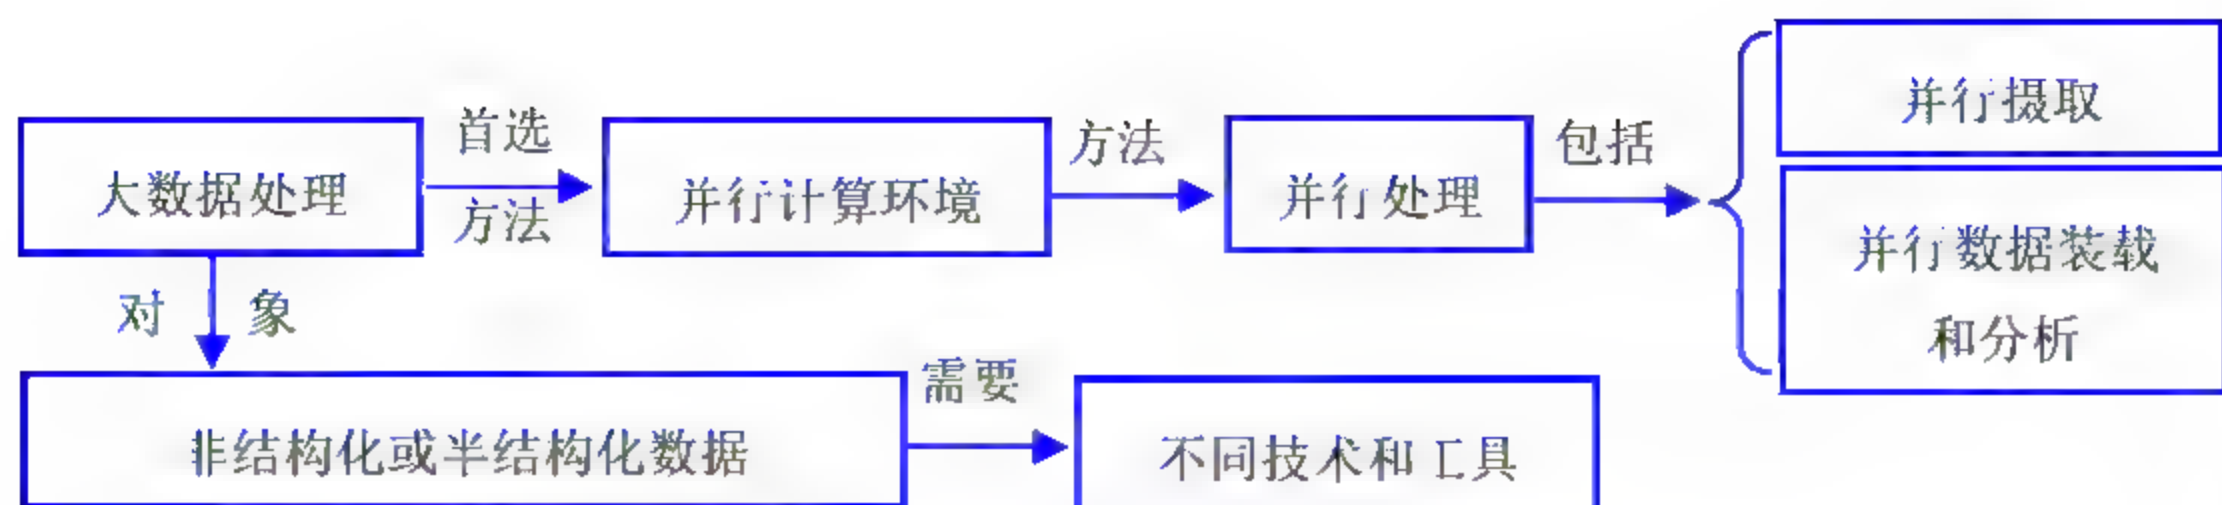 并行摄取
首选
方法
包括
大数据处理
并行计算环境
并行处理
方法
并行数据装载
和分析
对 象
需要
非结构化或半结构化数据
不同技术和工具